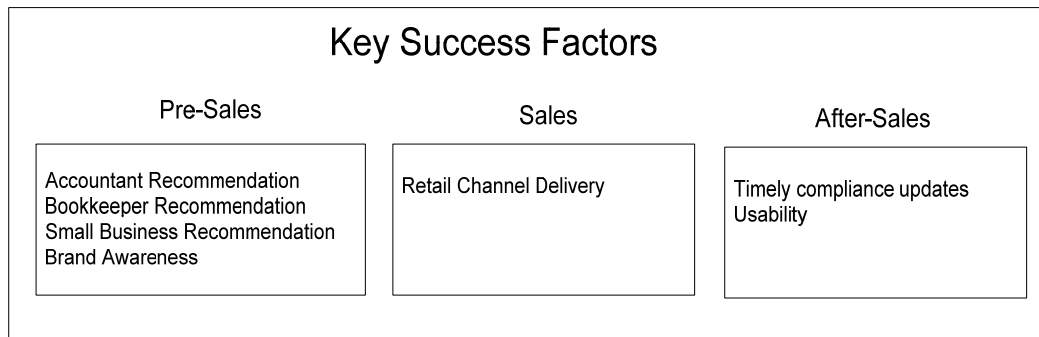 Key Success Factors
Pre-Sales
Accountant Recommendation
Bookkeeper Recommendation
Small Business Recommendation
Brand Awareness
Sales
Retail Channel Delivery
After-Sales
Timely compliance updates
Usability